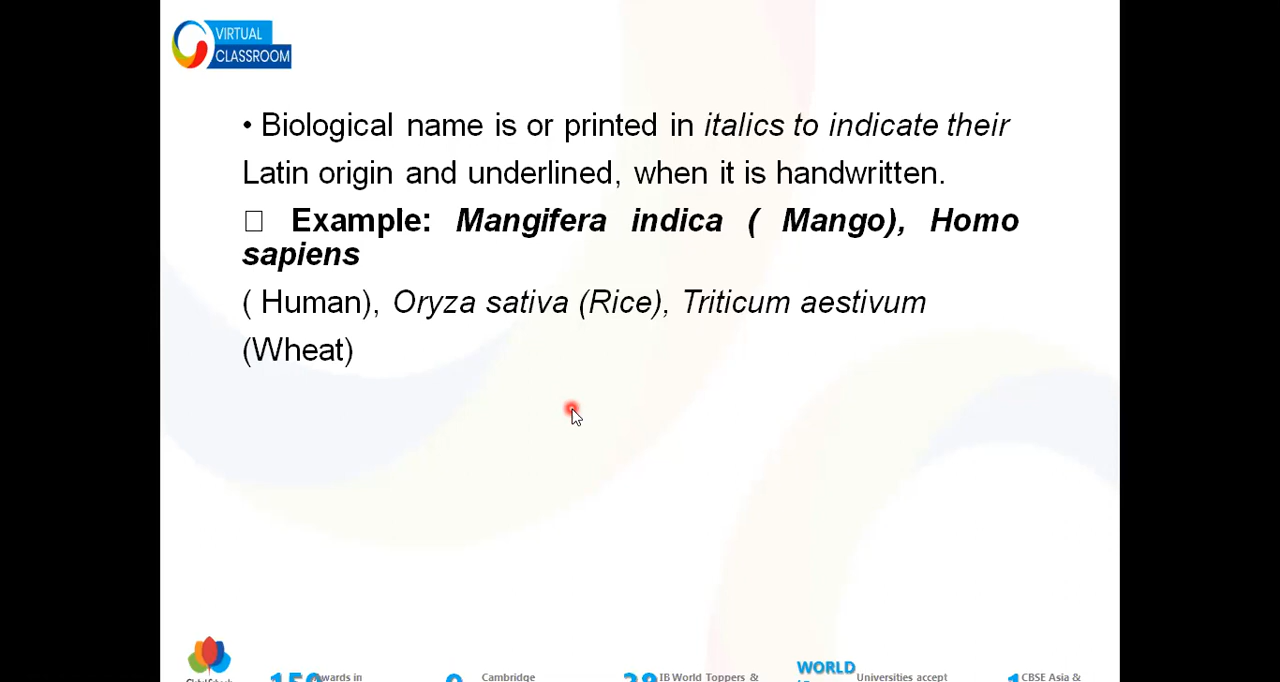 VIRTUAL
CLASSROOM
• Biological name is or printed in italics to indicate their
Latin origin and underlined, when it is handwritten.
□ Example: Mangifera indica ( Mango), Homo
sapiens
( Human), Oryza sativa (Rice), Triticum aestivum
(Wheat)
Awards in
Cambridge
IB World Toppers &
WORLD
Universities accept
CBSE Asia &